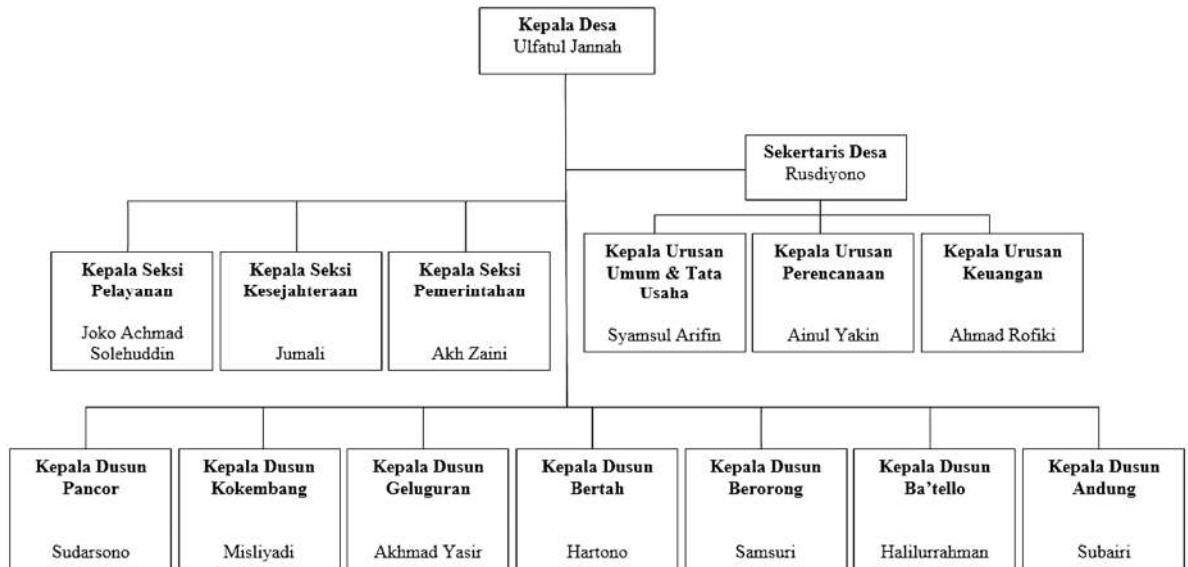 Kepala Desa
Ulfatul Jannah
Sekertaris Desa
Rusdiyono
Kepala Seksi
Pelayanan
Joko Achmad
Solehuddin
Kepala Seksi
Kesejahteraan
Jumali
Kepala Seksi
Pemerintahan
Akh Zaini
Kepala Urusan
Umum & Tata
Usaha
Syamsul Arifin
Kepala Urusan
Perencanaan
Ainul Yakin
Kepala Urusan
Keuangan
Ahmad Rofiki
Kepala Dusun
Pancor
Sudarsono
Kepala Dusun
Kokembang
Misliyadi
Kepala Dusun
Geluguran
Akhmad Yasir
Kepala Dusun
Bertah
Hartono
Kepala Dusun
Berorong
Samsuri
Kepala Dusun
Ba’tello
Halilurrahman
Kepala Dusun
Andung
Subairi